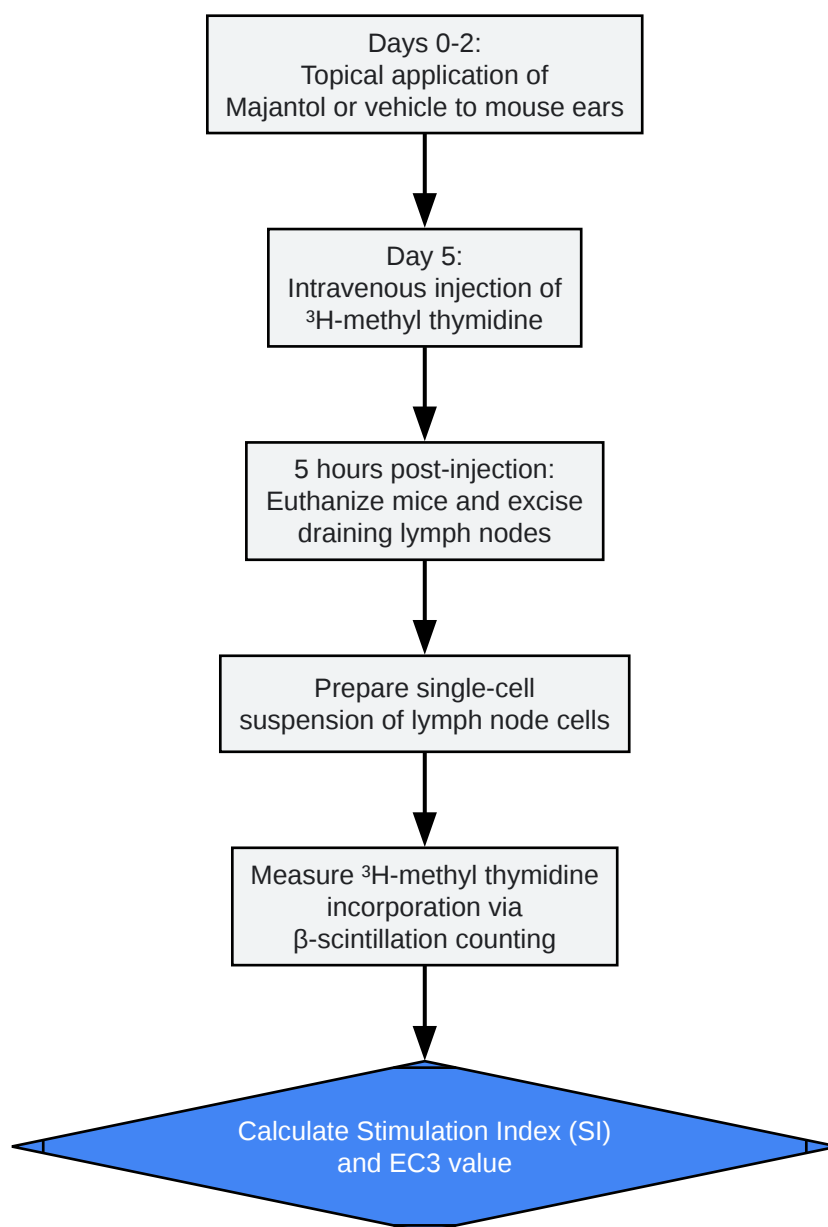 Days 0-2:
Topical application of
Majantol or vehicle to mouse ears
Day 5:
Intravenous injection of
³H-methyl thymidine
5 hours post-injection:
Euthanize mice and excise
draining lymph nodes
Prepare single-cell
suspension of lymph node cells
Measure ³H-methyl thymidine
incorporation via
β-scintillation counting
Calculate Stimulation Index (SI)
and EC3 value